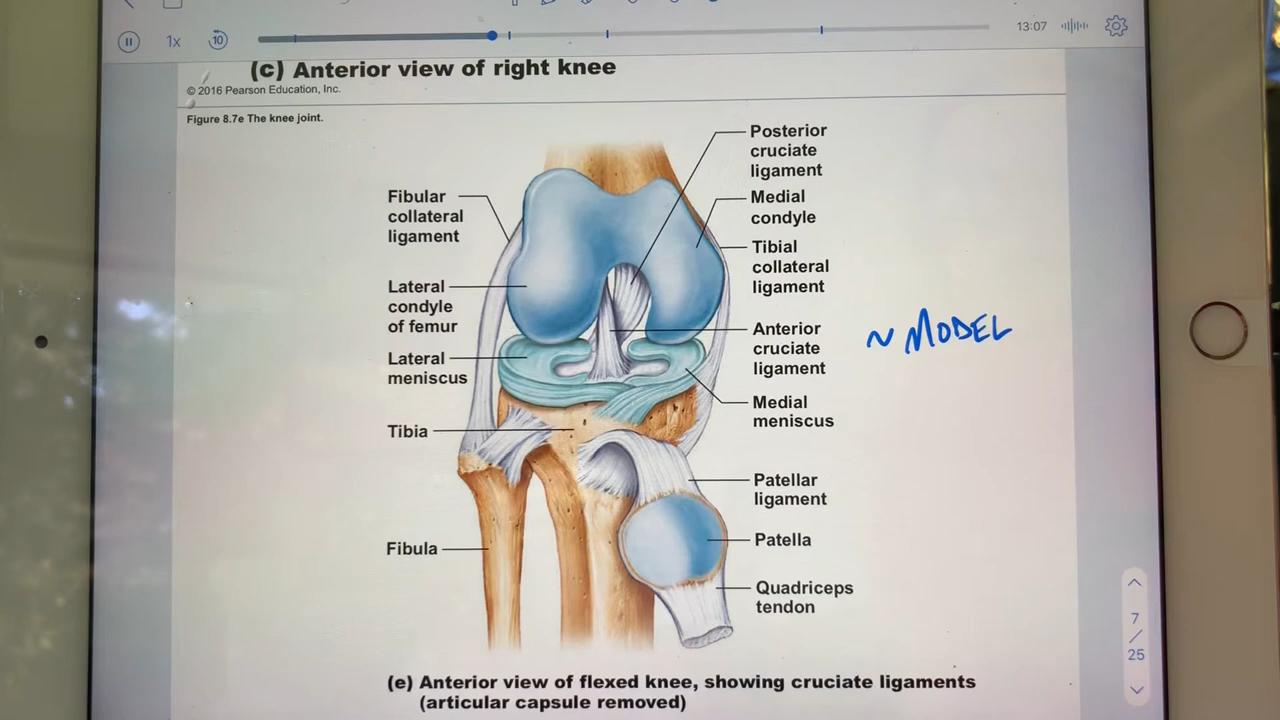 1x
10
13:07
(c) Anterior view of right knee
© 2016 Pearson Education, Inc.
Figure 8.7e The knee joint.
Posterior
cruciate
ligament
Fibular
collateral
ligament
Medial
condyle
Tibial
collateral
ligament
Lateral
condyle
of femur
Anterior
cruciate
ligament
~ MODEL
Lateral
meniscus
Medial
meniscus
Tibia
Patellar
ligament
Patella
Fibula
Quadriceps
tendon
7
/
25
(e) Anterior view of flexed knee, showing cruciate ligaments
(articular capsule removed)